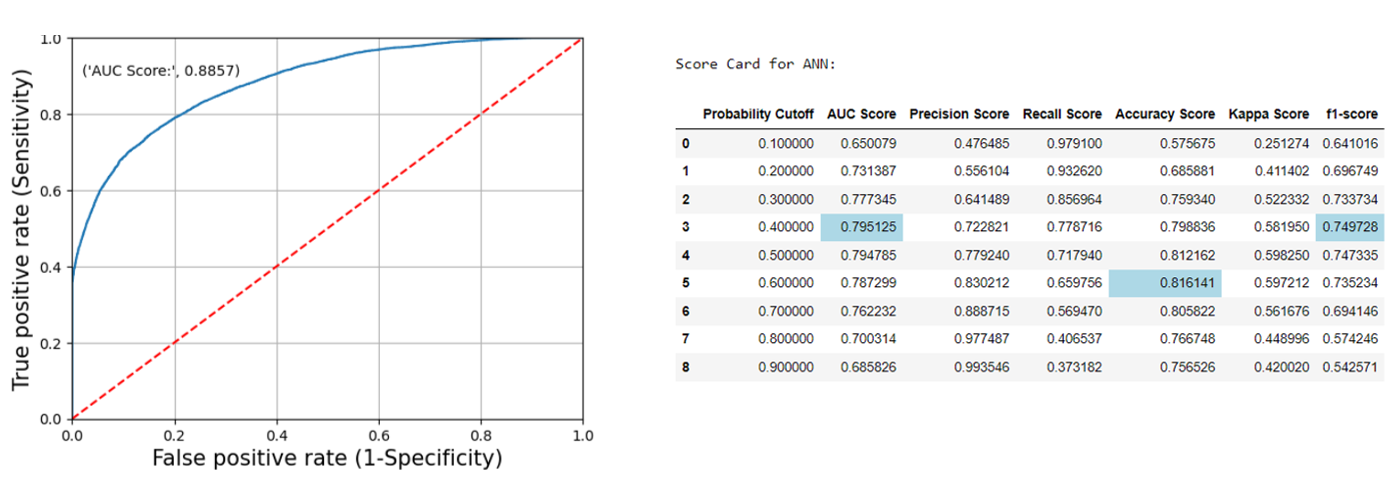 1.0
('AUC Score:', 0.8857)
0.8
0.6
0.4
0.2
0.0
True positive rate (Sensitivity)
0.0 0.2 0.4 0.6 0.8 1.0
False positive rate (1-Specificity)
Score Card for ANN:
Probability Cutoff AUC Score Precision Score Recall Score Accuracy Score Kappa Score f1-score
0 0.100000 0.650079 0.476485 0.979100 0.575675 0.251274 0.641016
1 0.200000 0.731387 0.556104 0.932620 0.685881 0.411402 0.696749
2 0.300000 0.777345 0.641489 0.856964 0.759340 0.522332 0.733734
3 0.400000 0.795125 0.722821 0.778716 0.798836 0.581950 0.749728
4 0.500000 0.794785 0.779240 0.717940 0.812162 0.598250 0.747335
5 0.600000 0.787299 0.830212 0.659756 0.816141 0.597212 0.735234
6 0.700000 0.762232 0.888715 0.569470 0.805822 0.561676 0.694146
7 0.800000 0.700314 0.977487 0.406537 0.766748 0.448996 0.574246
8 0.900000 0.685826 0.993546 0.373182 0.756526 0.420020 0.542571